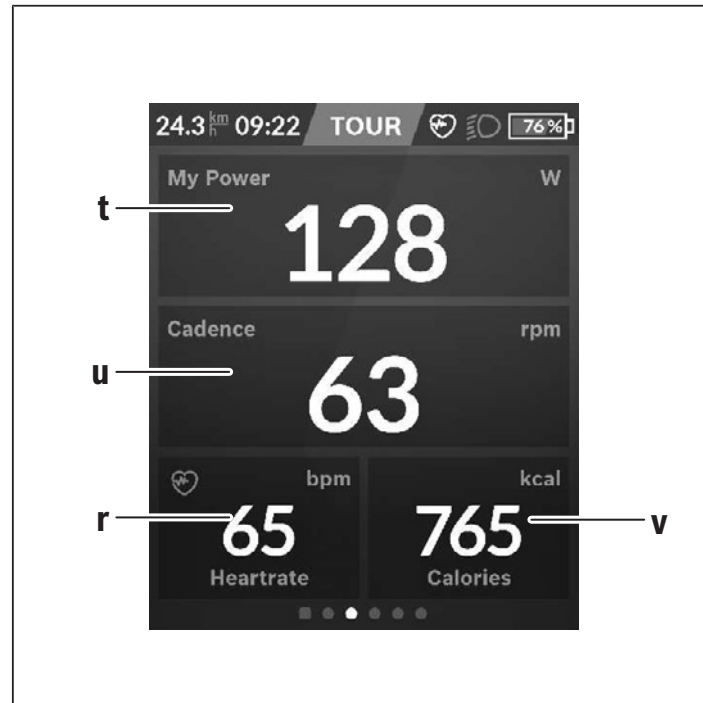 24.3 km/h 09:22 TOUR 76%
My Power W
t
128
Cadence rpm
u
63
bpm kcal
r 65 765 v
Heartrate Calories